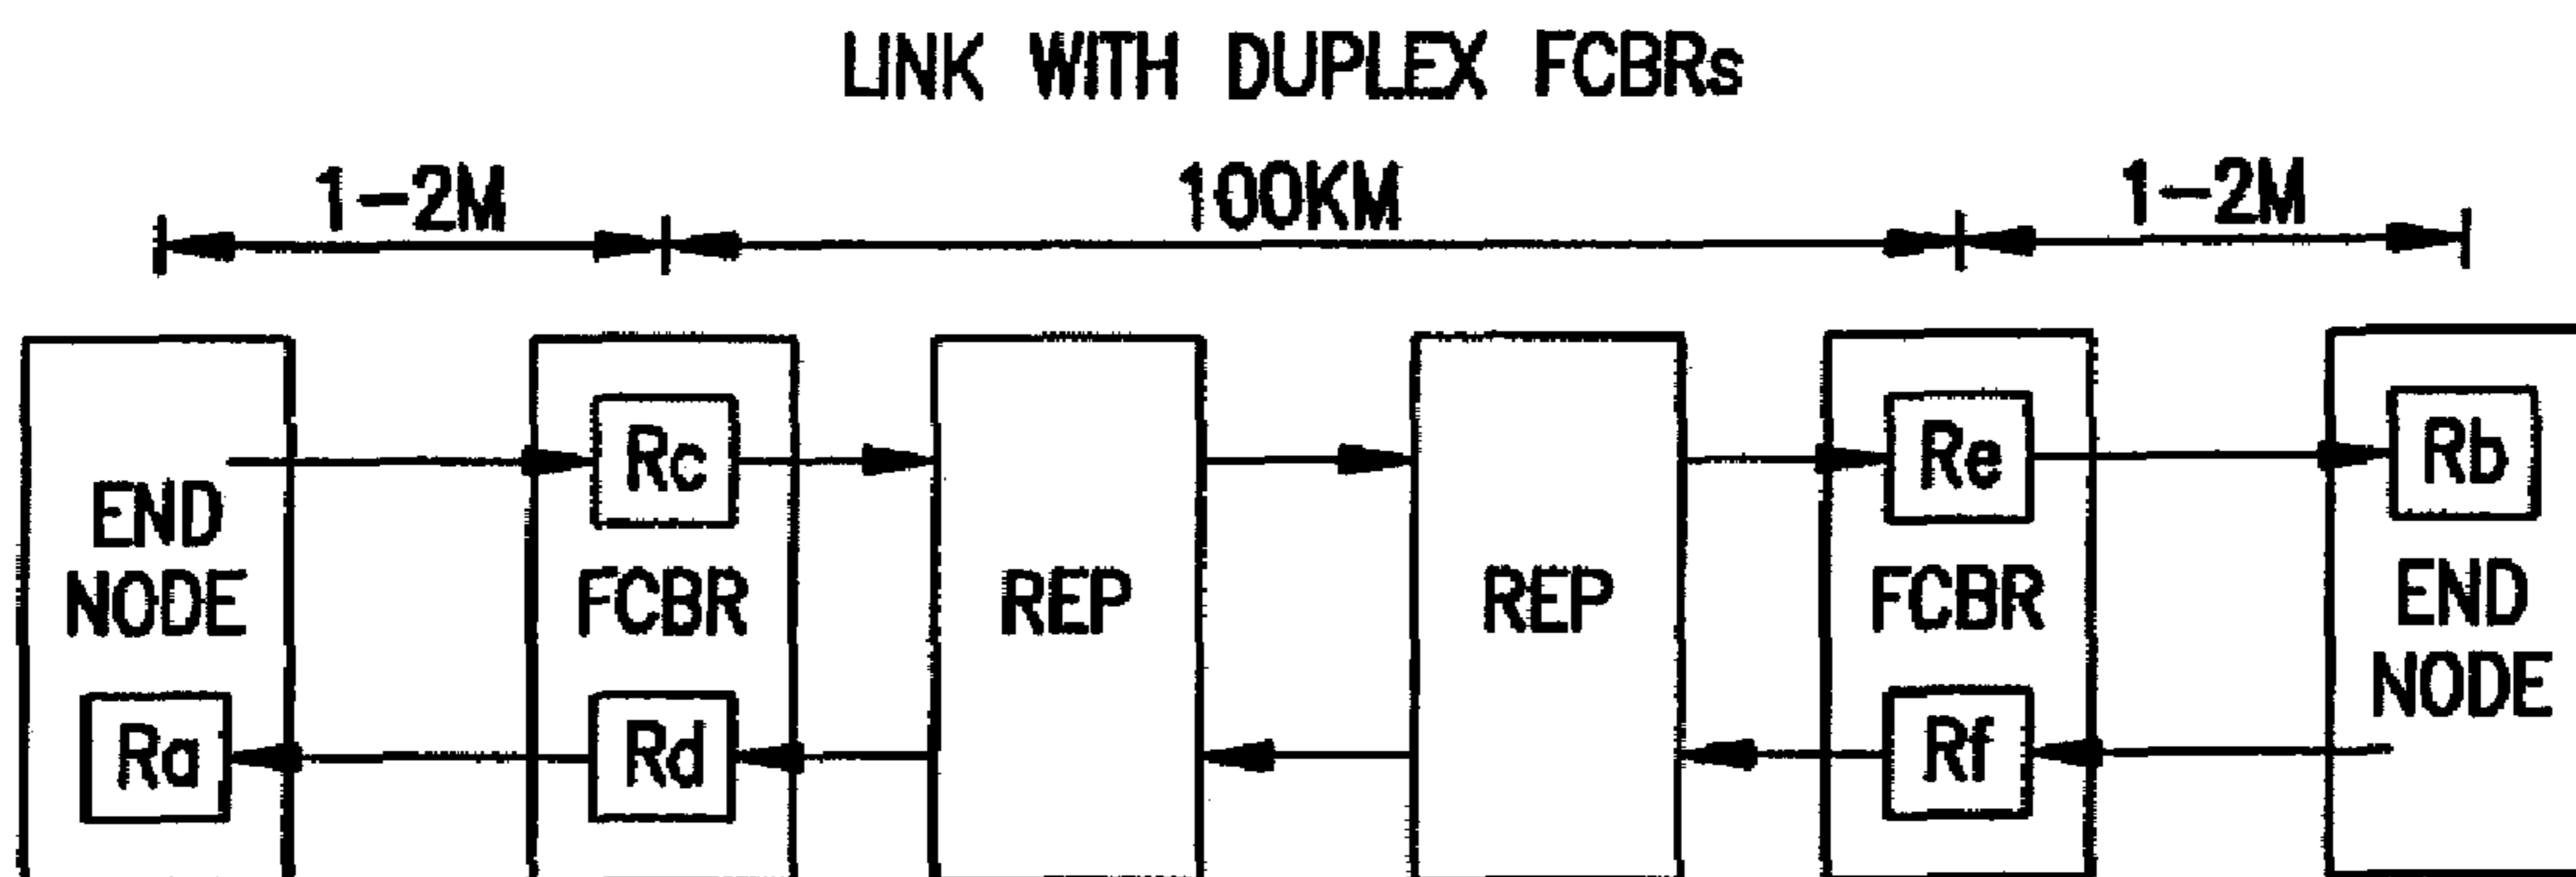 LINK WITH DUPLEX FCBRs
1-2M
100KM
1-2M
END
NODE
Ra
Rc
FCBR
Rd
REP
REP
Re
FCBR
Rf
Rb
END
NODE